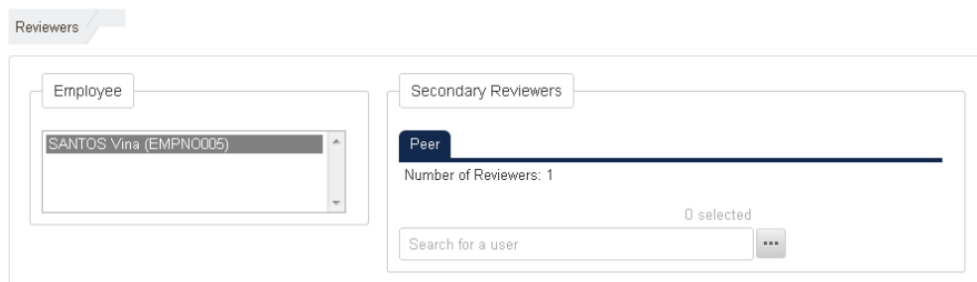 Reviewers
Employee
SANTOS Vina (EMPNO005)
Secondary Reviewers
Peer
Number of Reviewers: 1
0 selected
Search for a user
...